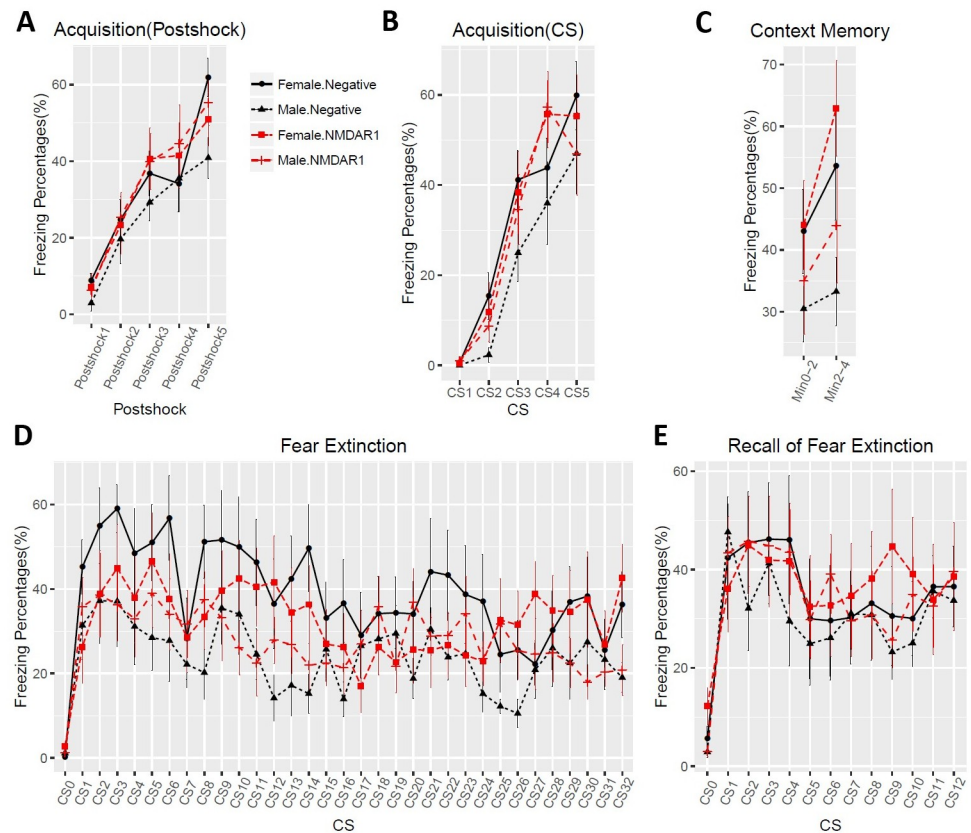 A
Acquisition(Postshock)
Freezing Percentages(%)
60
40
20
0
Postshock1
Postshock2
Postshock3
Postshock4
Postshock5
Postshock
Female.Negative
Male.Negative
Female.NMDAR1
Male.NMDAR1
B
Acquisition(CS)
Freezing Percentages(%)
60
40
20
0
CS1
CS2
CS3
CS4
CS5
CS
C
Context Memory
Freezing Percentages(%)
70
60
50
40
30
Min0-2
Min2-4
D
Fear Extinction
Freezing Percentages(%)
60
40
20
0
CS0
CS1
CS2
CS3
CS4
CS5
CS6
CS7
CS8
CS9
CS10
CS11
CS12
CS13
CS14
CS15
CS16
CS17
CS18
CS19
CS20
CS21
CS22
CS23
CS24
CS25
CS26
CS27
CS28
CS29
CS30
CS31
CS32
CS
E
Recall of Fear Extinction
Freezing Percentages(%)
60
40
20
0
CS0
CS1
CS2
CS3
CS4
CS5
CS6
CS7
CS8
CS9
CS10
CS11
CS12
CS